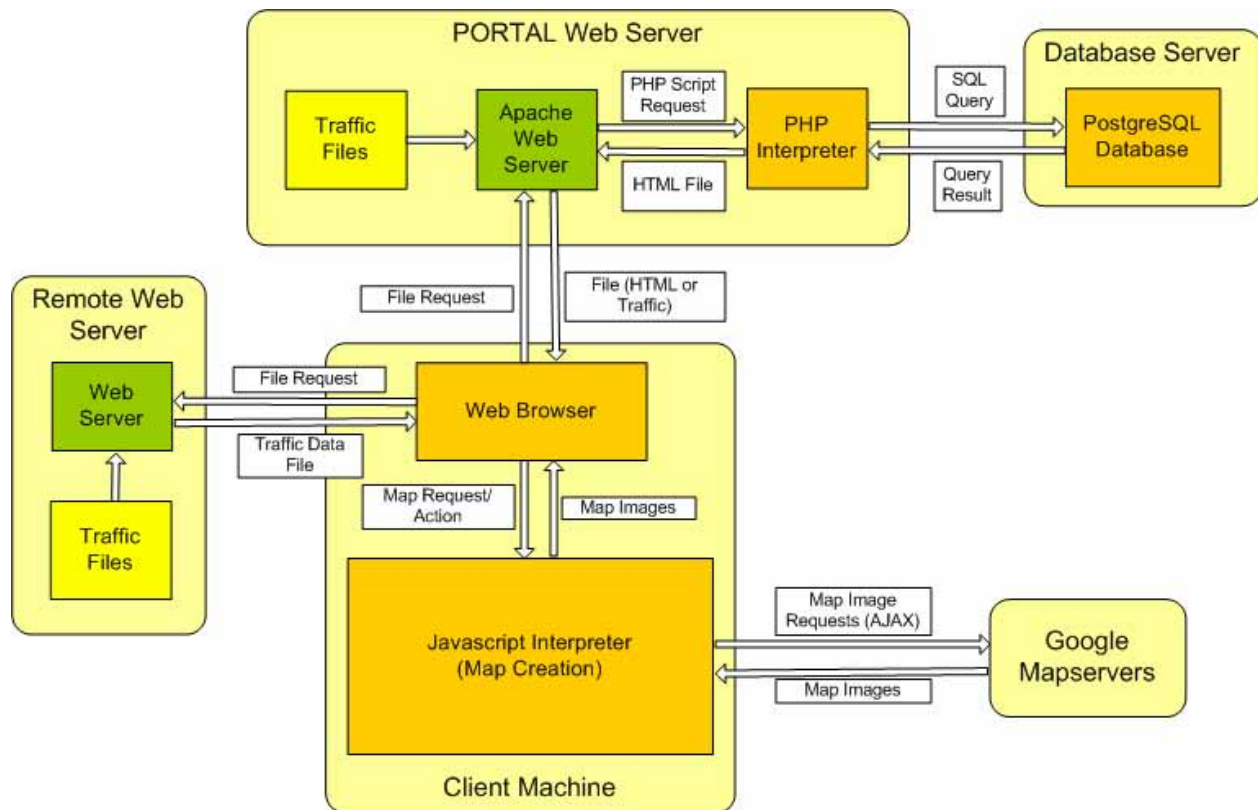 PORTAL Web Server
Database Server
Traffic
Files
Apache
Web
Server
PHP Script
Request
HTML File
PHP
Interpreter
SQL
Query
Query
Result
PostgreSQL
Database
File Request
File (HTML or
Traffic)
Remote Web
Server
Web
Server
File Request
Traffic Data
File
Traffic
Files
Web Browser
Map Request/
Action
Map Images
Javascript Interpreter
(Map Creation)
Client Machine
Map Image
Requests (AJAX)
Map Images
Google
Mapservers